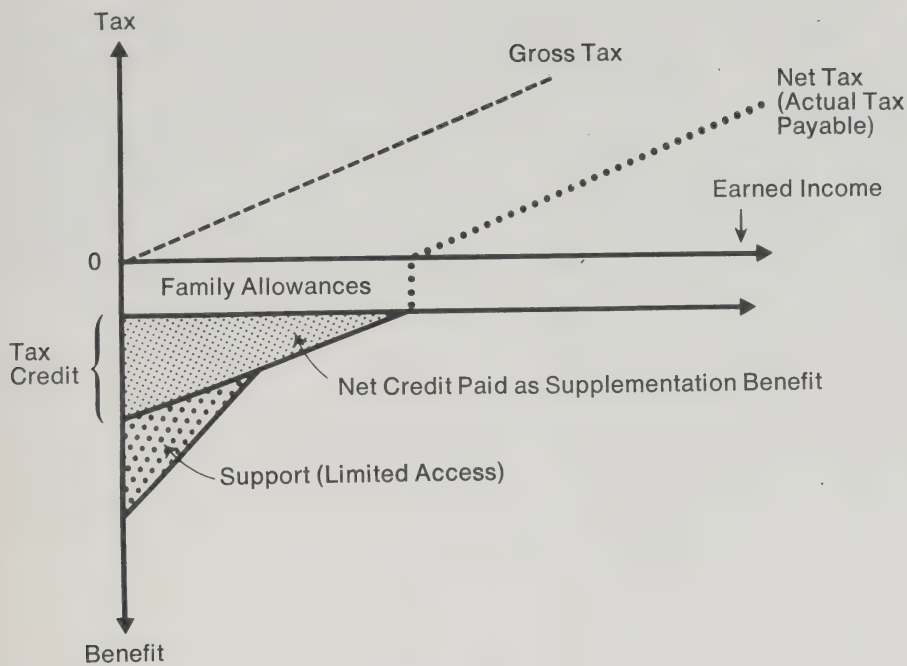 Tax
Gross Tax
Net Tax
(Actual Tax
Payable)
Earned Income
0
Family Allowances
Tax
Credit
Net Credit Paid as Supplementation Benefit
Support (Limited Access)
Benefit